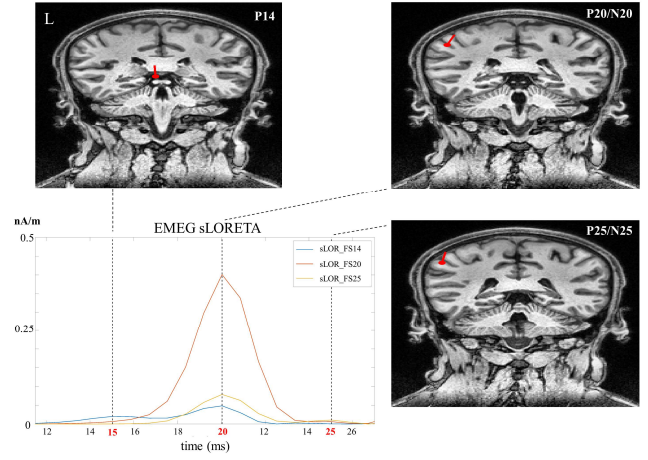 L
P14
P20/N20
nA/m
EMEG sLORETA
P25/N25
0.5
sLOR_FS14
sLOR_FS20
sLOR_FS25
0.25
0
12 14 15 16 18 20 12 14 25 26
time (ms)